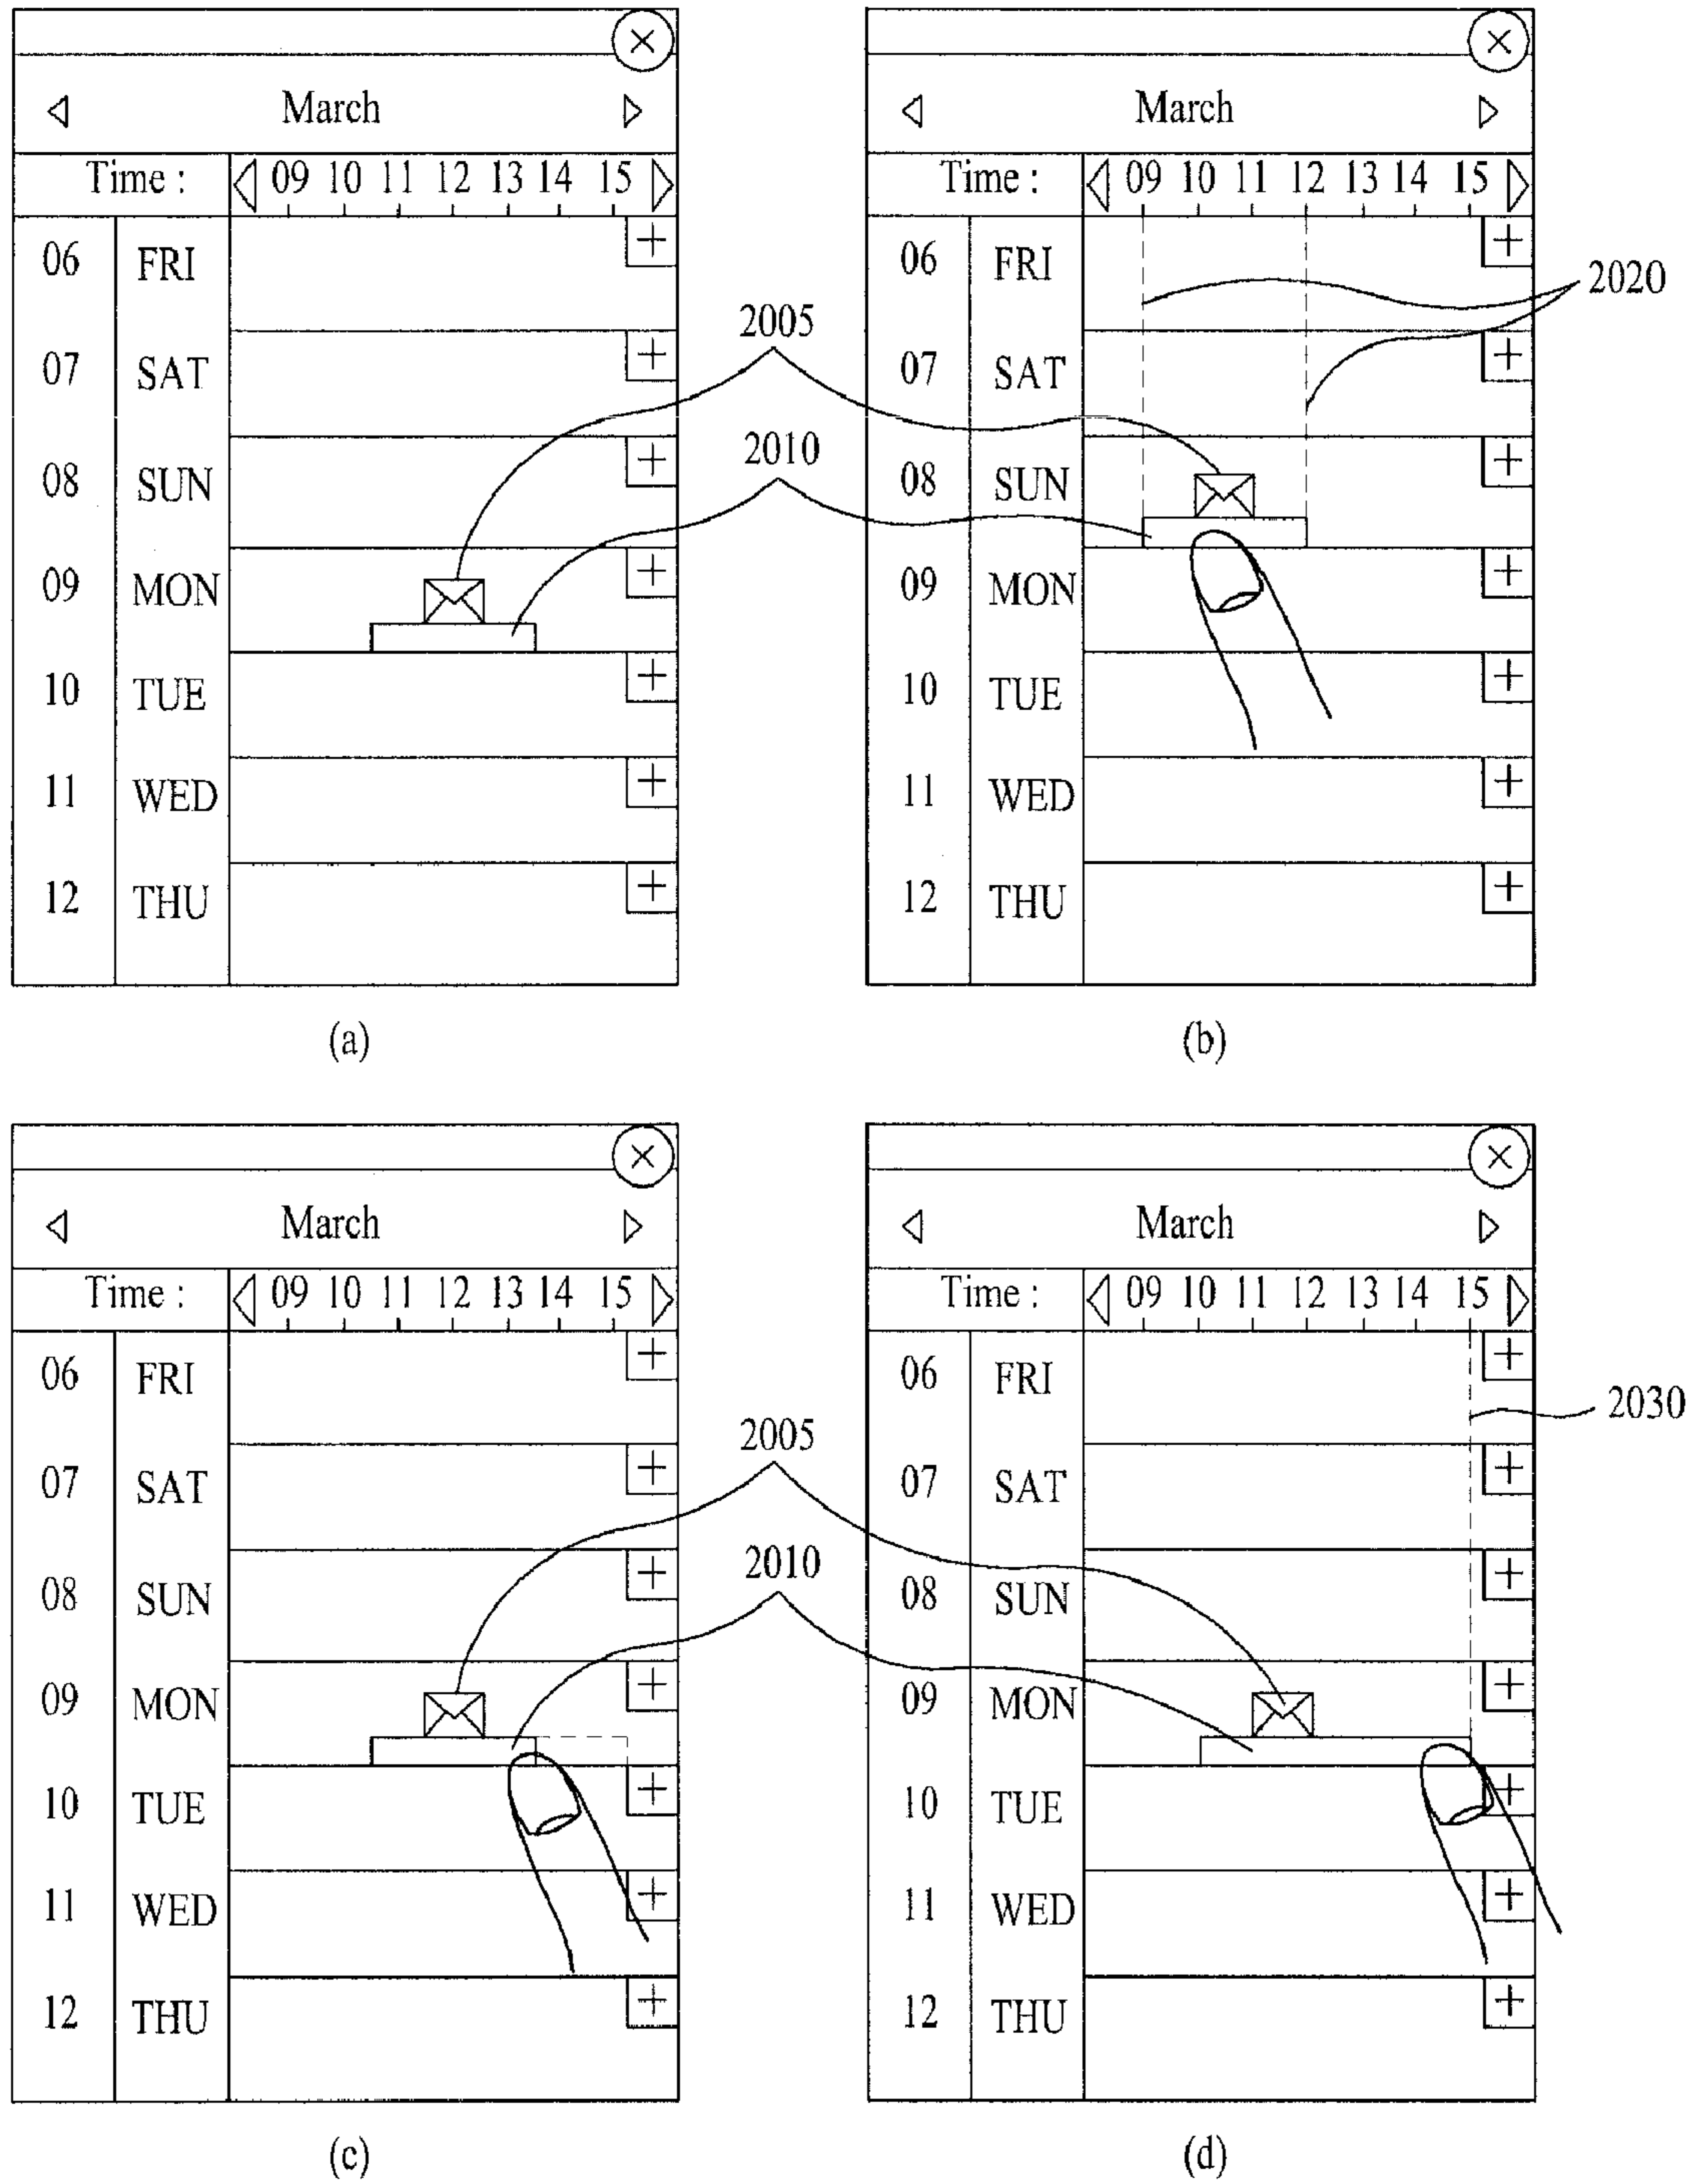 March
Time : 09 10 11 12 13 14 15
06 FRI
07 SAT
08 SUN
09 MON
10 TUE
11 WED
12 THU
(a)
2005
2010
March
Time : 09 10 11 12 13 14 15
06 FRI
07 SAT
08 SUN
09 MON
10 TUE
11 WED
12 THU
2020
(b)
March
Time : 09 10 11 12 13 14 15
06 FRI
07 SAT
08 SUN
09 MON
10 TUE
11 WED
12 THU
(c)
2005
2010
March
Time : 09 10 11 12 13 14 15
06 FRI
07 SAT
08 SUN
09 MON
10 TUE
11 WED
12 THU
2030
(d)